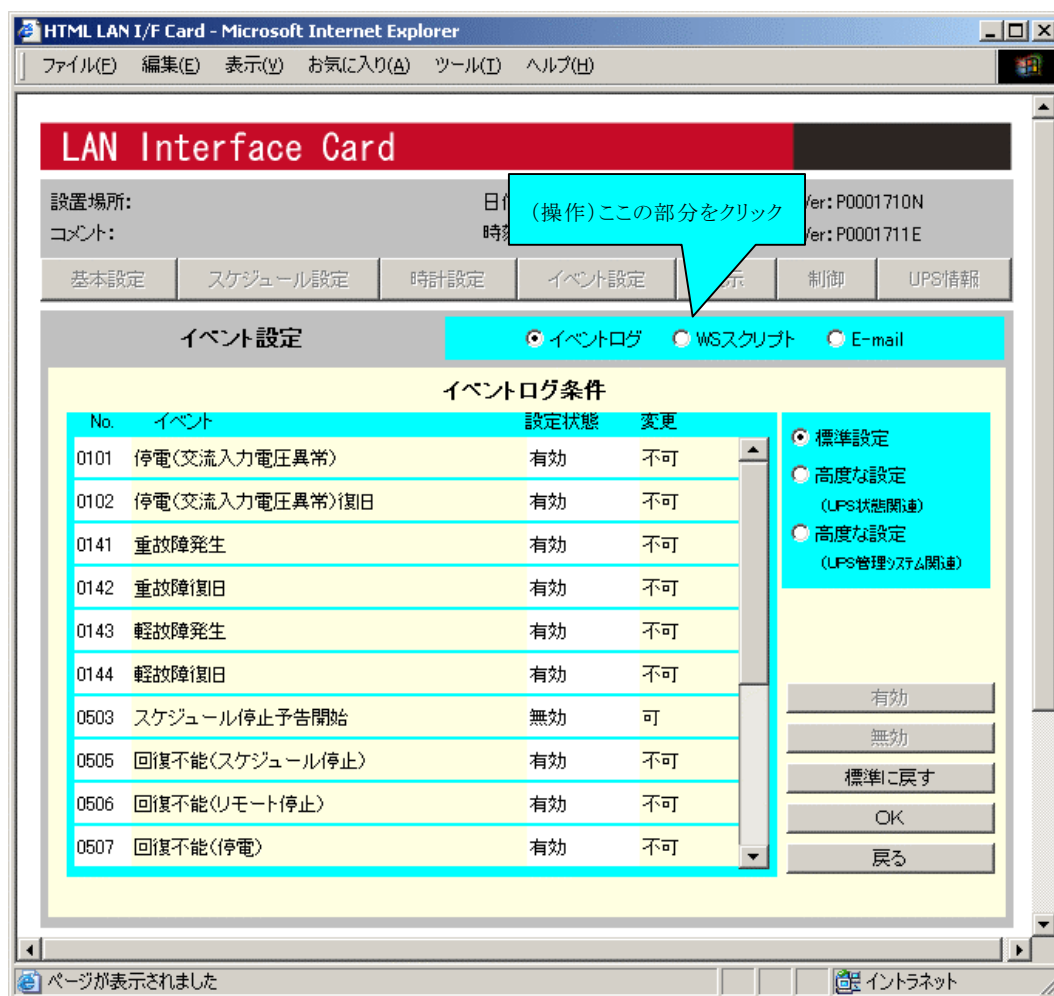 HTML LAN I/F Card - Microsoft Internet Explorer
ファイル(F) 編集(E) 表示(V) お気に入り(A) ツール(T) ヘルプ(H)
LAN Interface Card
設置場所:
日
(操作)ここの部分をクリック
Ver:P0001710N
コメント:
時
Ver:P0001711E
基本設定 スケジュール設定 時計設定 イベント設定 示 制御 UPS情報
イベント設定 イベントログ WSスクリプト E-mail
イベントログ条件
No. イベント 設定状態 変更
0101 停電(交流入力電圧異常) 有効 不可
0102 停電(交流入力電圧異常)復旧 有効 不可
0141 重故障発生 有効 不可
0142 重故障復旧 有効 不可
0143 軽故障発生 有効 不可
0144 軽故障復旧 有効 不可
0503 スケジュール停止予告開始 無効 可
0505 回復不能(スケジュール停止) 有効 不可
0506 回復不能(リモート停止) 有効 不可
0507 回復不能(停電) 有効 不可
標準設定
高度な設定
(UPS状態関連)
高度な設定
(UPS管理システム関連)
有効
無効
標準に戻す
OK
戻る
ページが表示されました
イントラネット